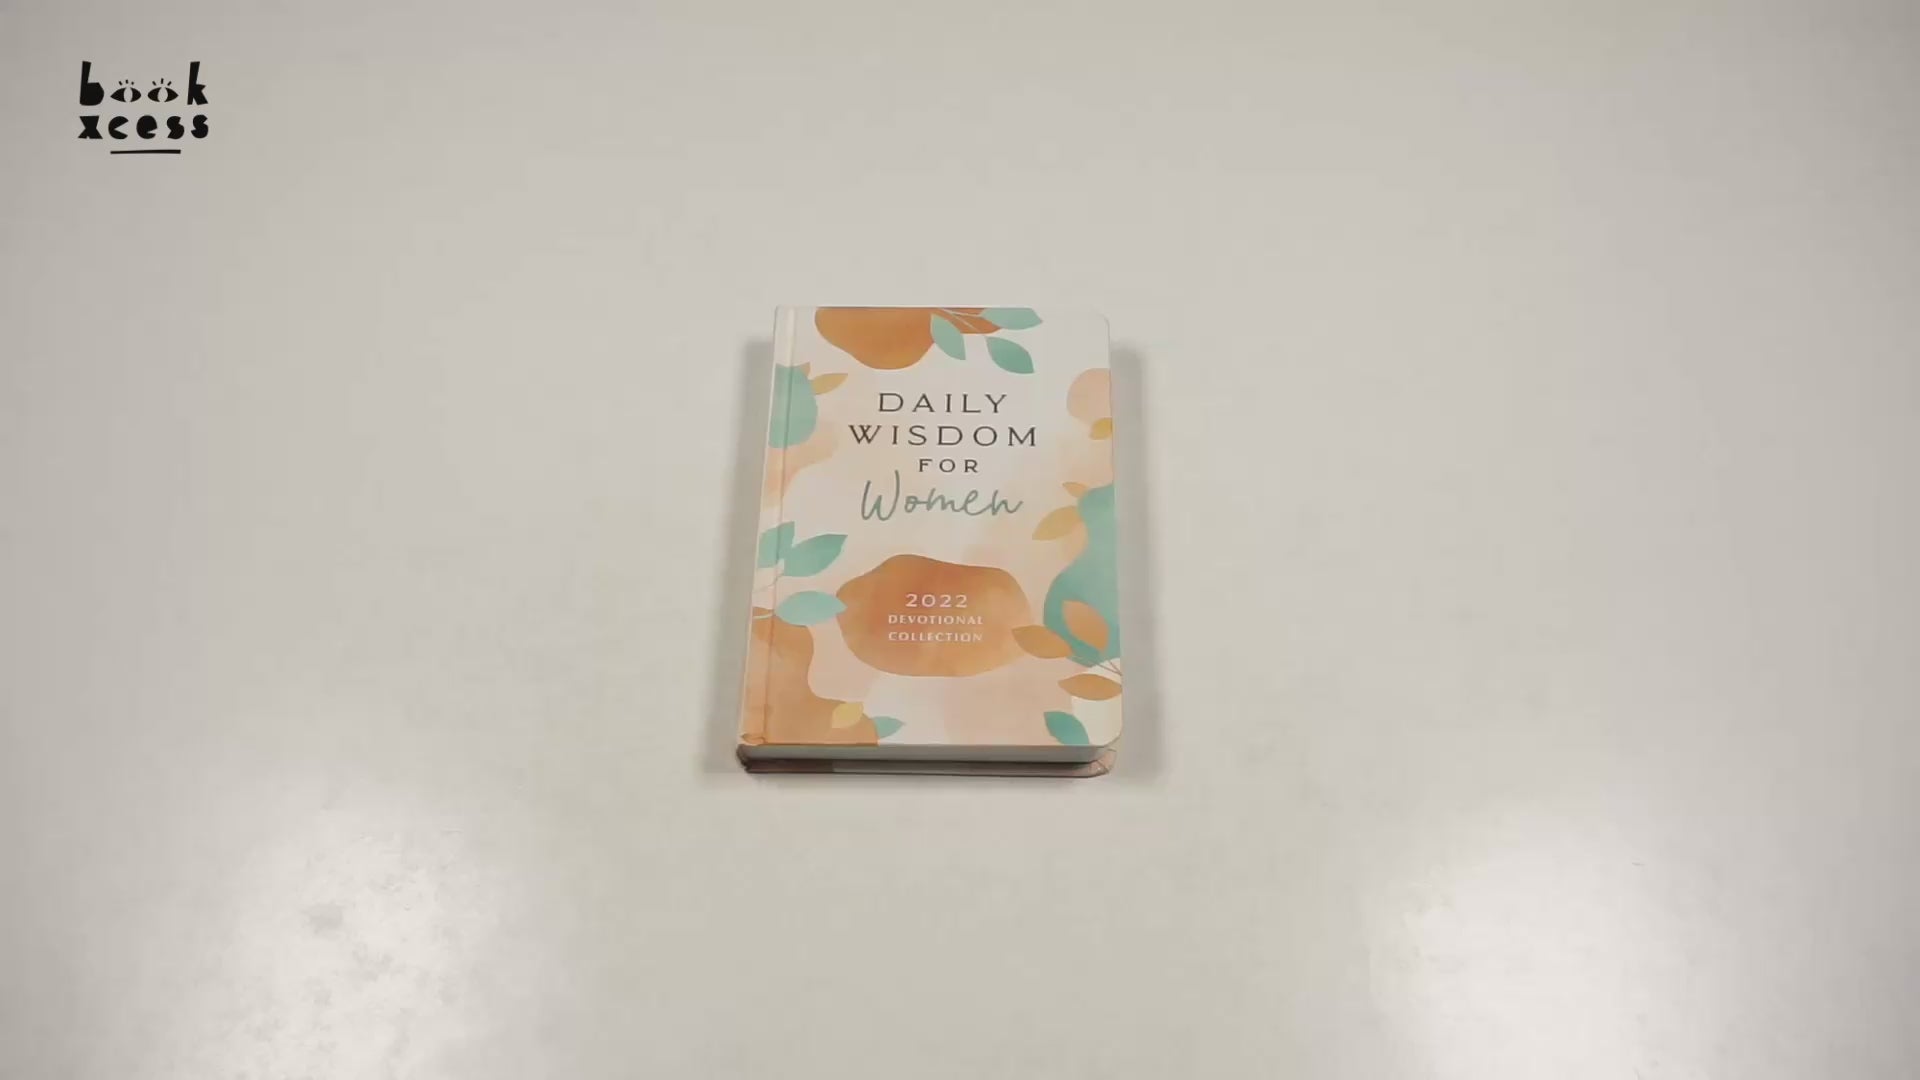 book
xcess
DAILY
WISDOM
FOR
Women
2022
DEVOTIONAL
COLLECTION